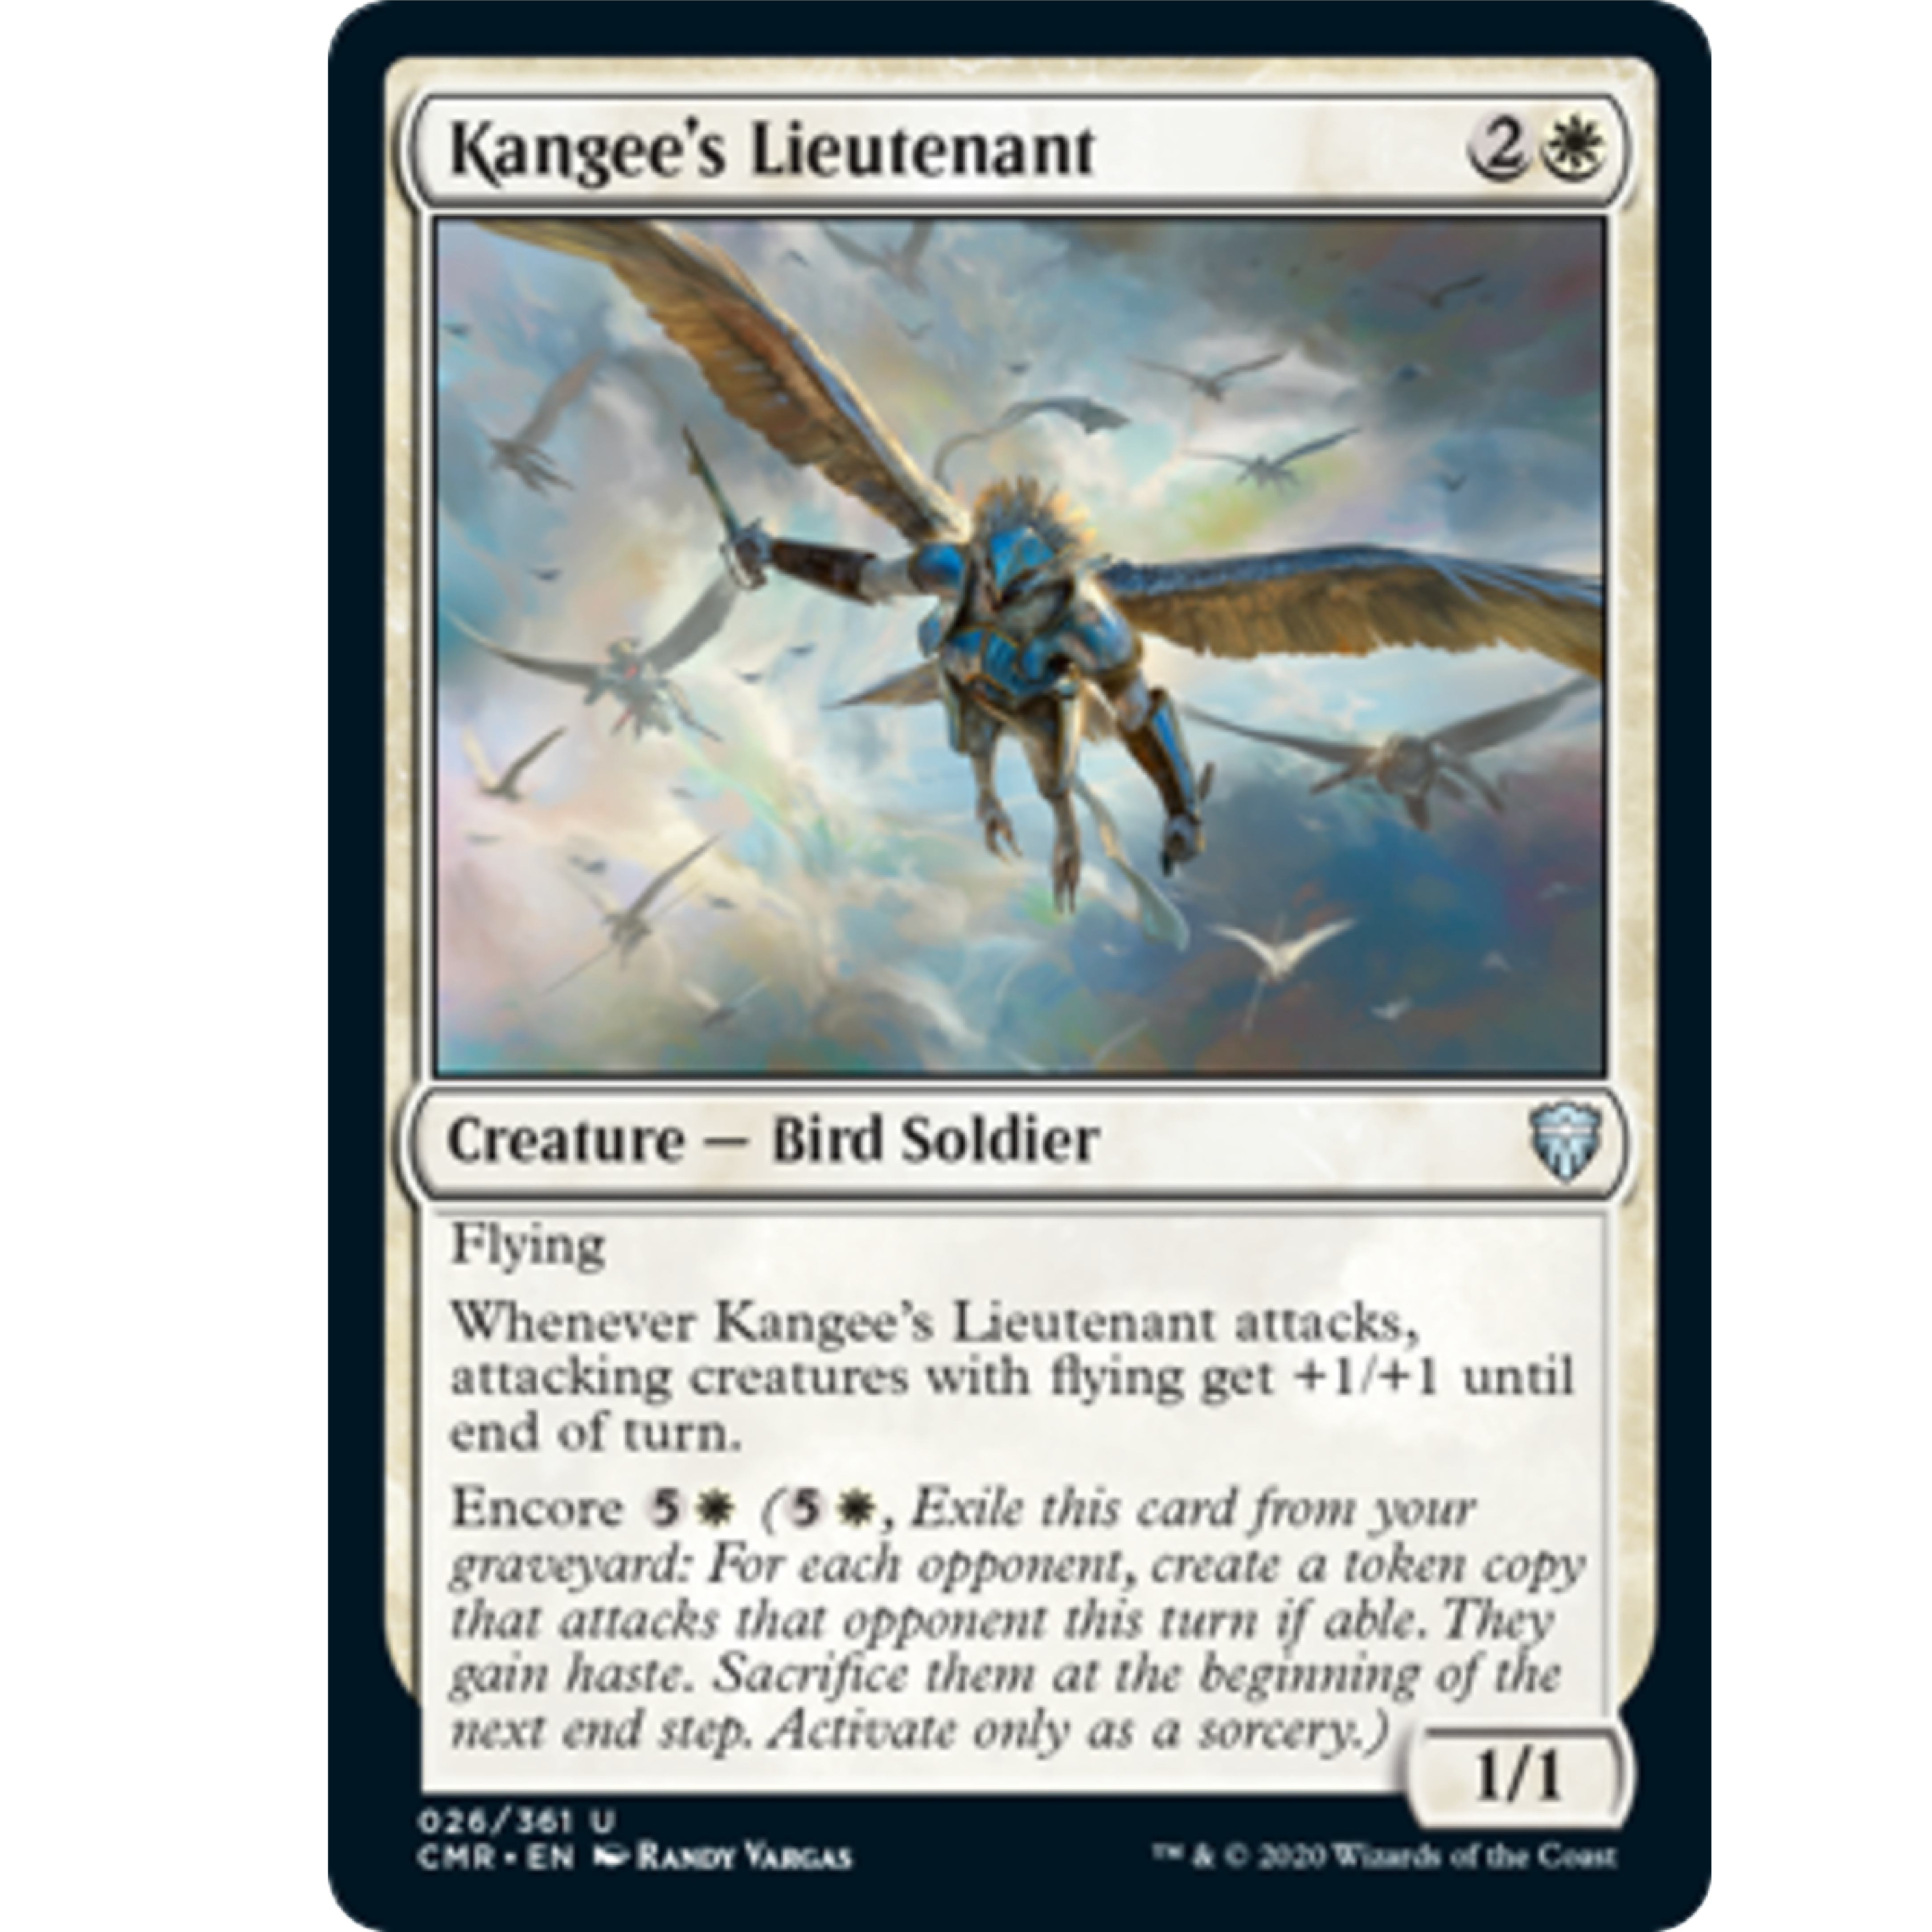 Kangee's Lieutenant 2
Creature — Bird Soldier
Flying
Whenever Kangee's Lieutenant attacks,
attacking creatures with flying get +1/+1 until
end of turn.
Encore 5 (5 , Exile this card from your
graveyard: For each opponent, create a token copy
that attacks that opponent this turn if able. They
gain haste. Sacrifice them at the beginning of the
next end step. Activate only as a sorcery.)
1/1
026/361 U
CMR • EN Randy Vargas
™ & © 2020 Wizards of the Coast